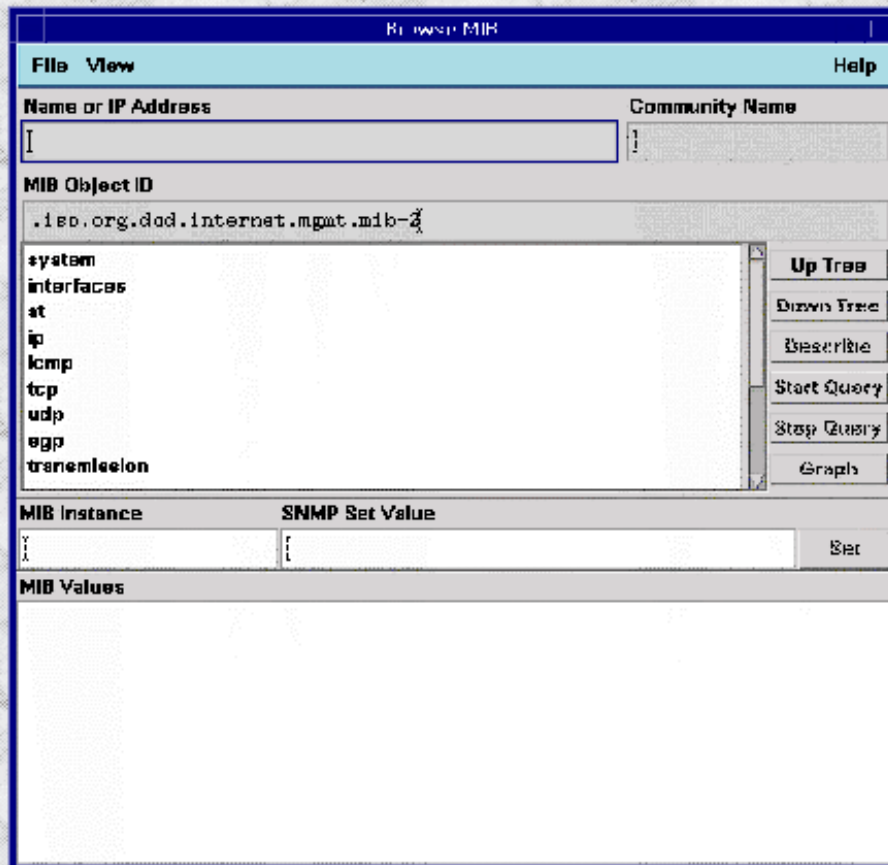 Browse MIB
File View Help
Name or IP Address Community Name
MIB Object ID
.iso.org.dod.internet.mgmt.mib-2
system
interfaces
at
ip
icmp
tcp
udp
egp
transmission
Up Tree
Down Tree
Describe
Start Query
Stop Query
Graph
MIB Instance SNMP Set Value
Set
MIB Values